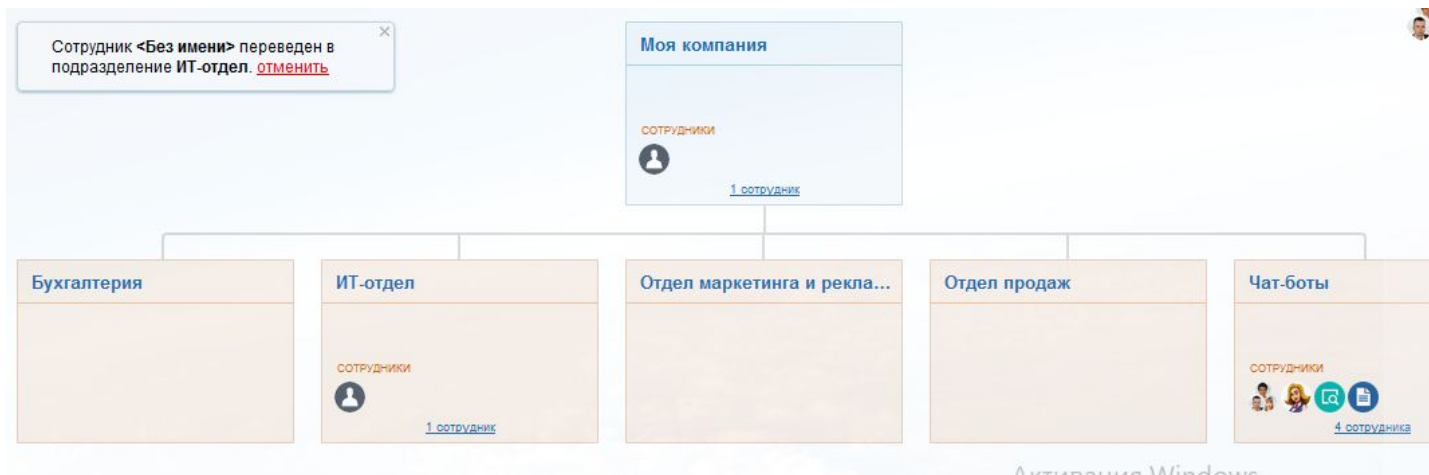 Сотрудник <Без имени> переведен в
подразделение ИТ-отдел. отменить
Моя компания
СОТРУДНИКИ
1 сотрудник
Бухгалтерия
ИТ-отдел
СОТРУДНИКИ
1 сотрудник
Отдел маркетинга и рекла...
Отдел продаж
Чат-боты
СОТРУДНИКИ
4 сотрудника
Активация Windows